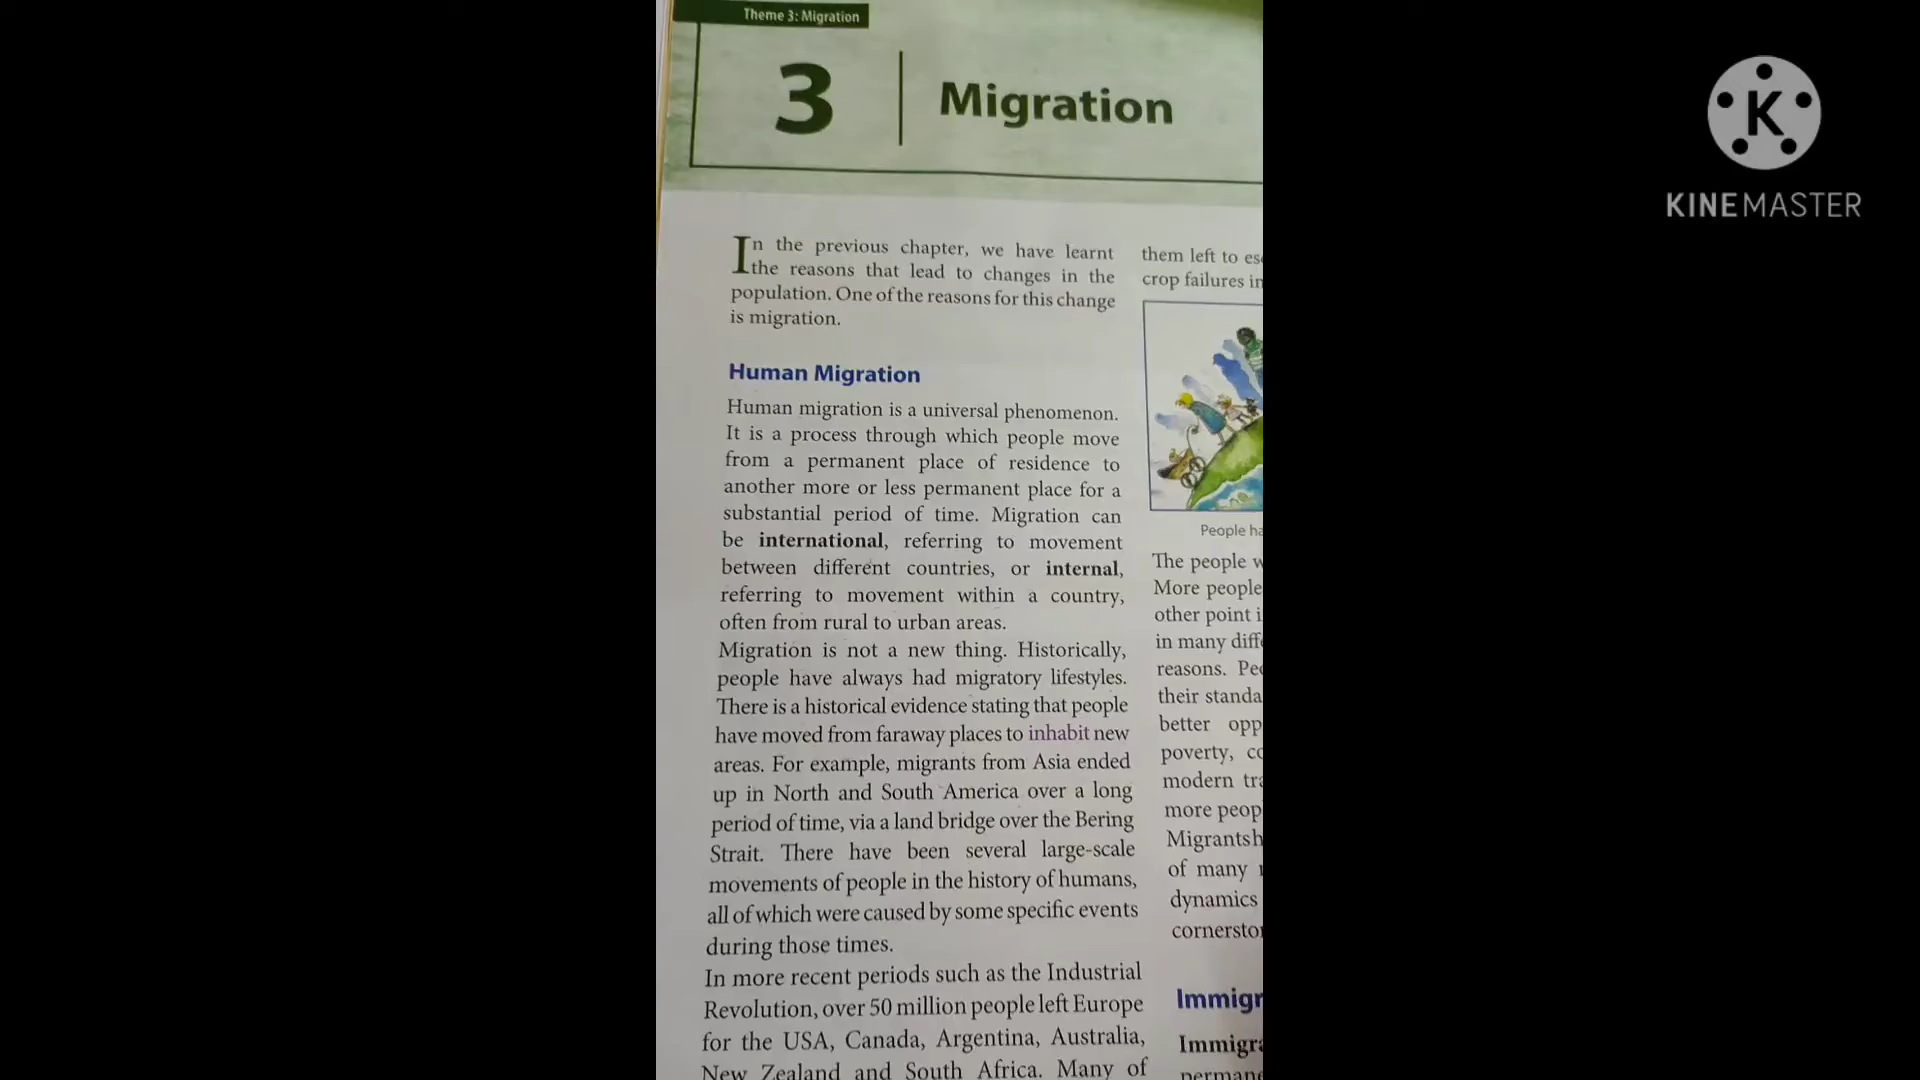 Theme 3: Migration
3
Migration
In the previous chapter, we have learnt
the reasons that lead to changes in the
population. One of the reasons for this change
is migration.
Human Migration
Human migration is a universal phenomenon.
It is a process through which people move
from a permanent place of residence to
another more or less permanent place for a
substantial period of time. Migration can
be international, referring to movement
between different countries, or internal,
referring to movement within a country,
often from rural to urban areas.
Migration is not a new thing. Historically,
people have always had migratory lifestyles.
There is a historical evidence stating that people
have moved from faraway places to inhabit new
areas. For example, migrants from Asia ended
up in North and South America over a long
period of time, via a land bridge over the Bering
Strait. There have been several large-scale
movements of people in the history of humans,
all of which were caused by some specific events
during those times.
In more recent periods such as the Industrial
Revolution, over 50 million people left Europe
for the USA, Canada, Argentina, Australia,
New Zealand and South Africa. Many of
them left to
crop failures in
People
The people
More people
other point
in many
reasons.
their
better
poverty,
modern
more
Migrants
of many
dynamics
KINEMASTER